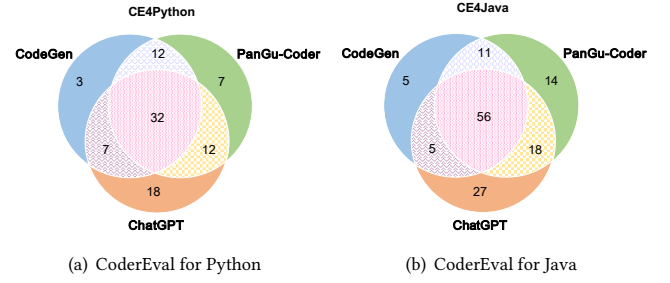 CE4Python
CodeGen
PanGu-Coder
12
3
7
32
7
12
18
ChatGPT
(a) CoderEval for Python
CE4Java
CodeGen
PanGu-Coder
11
5
14
56
5
18
27
ChatGPT
(b) CoderEval for Java